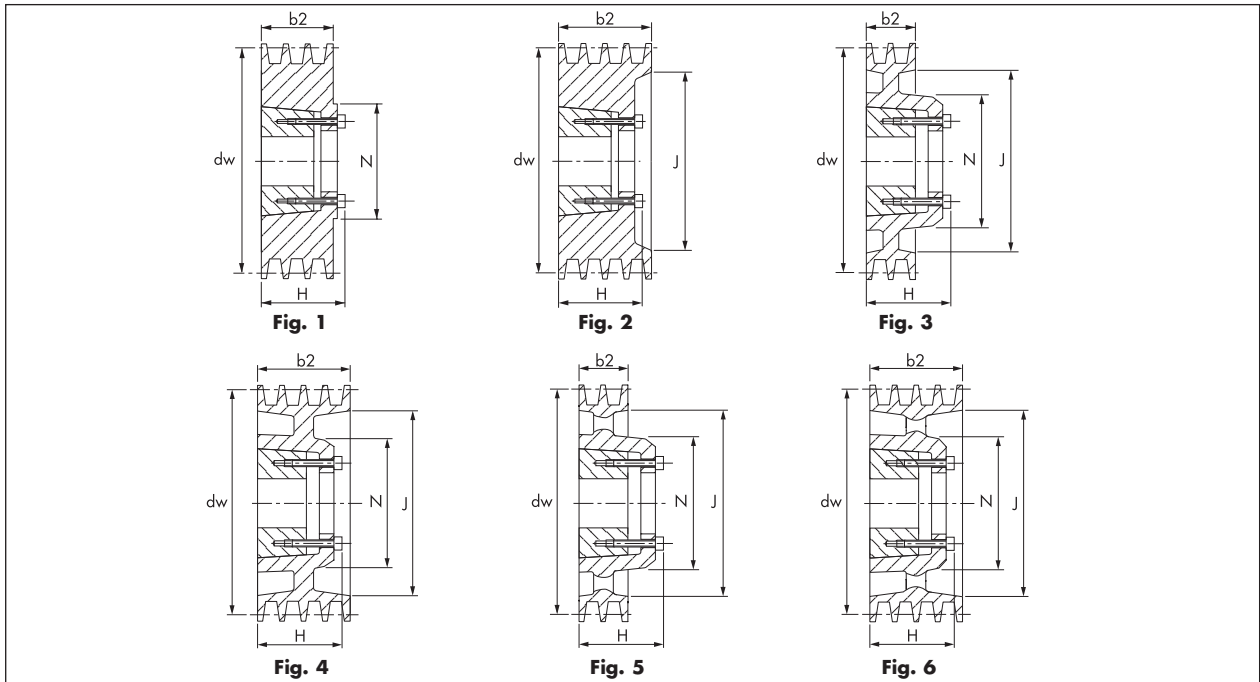 b2
dw
N
H
Fig. 1
b2
dw
J
H
Fig. 2
b2
dw
N
J
H
Fig. 3
b2
dw
N
J
H
Fig. 4
b2
dw
N
J
H
Fig. 5
b2
dw
N
J
H
Fig. 6